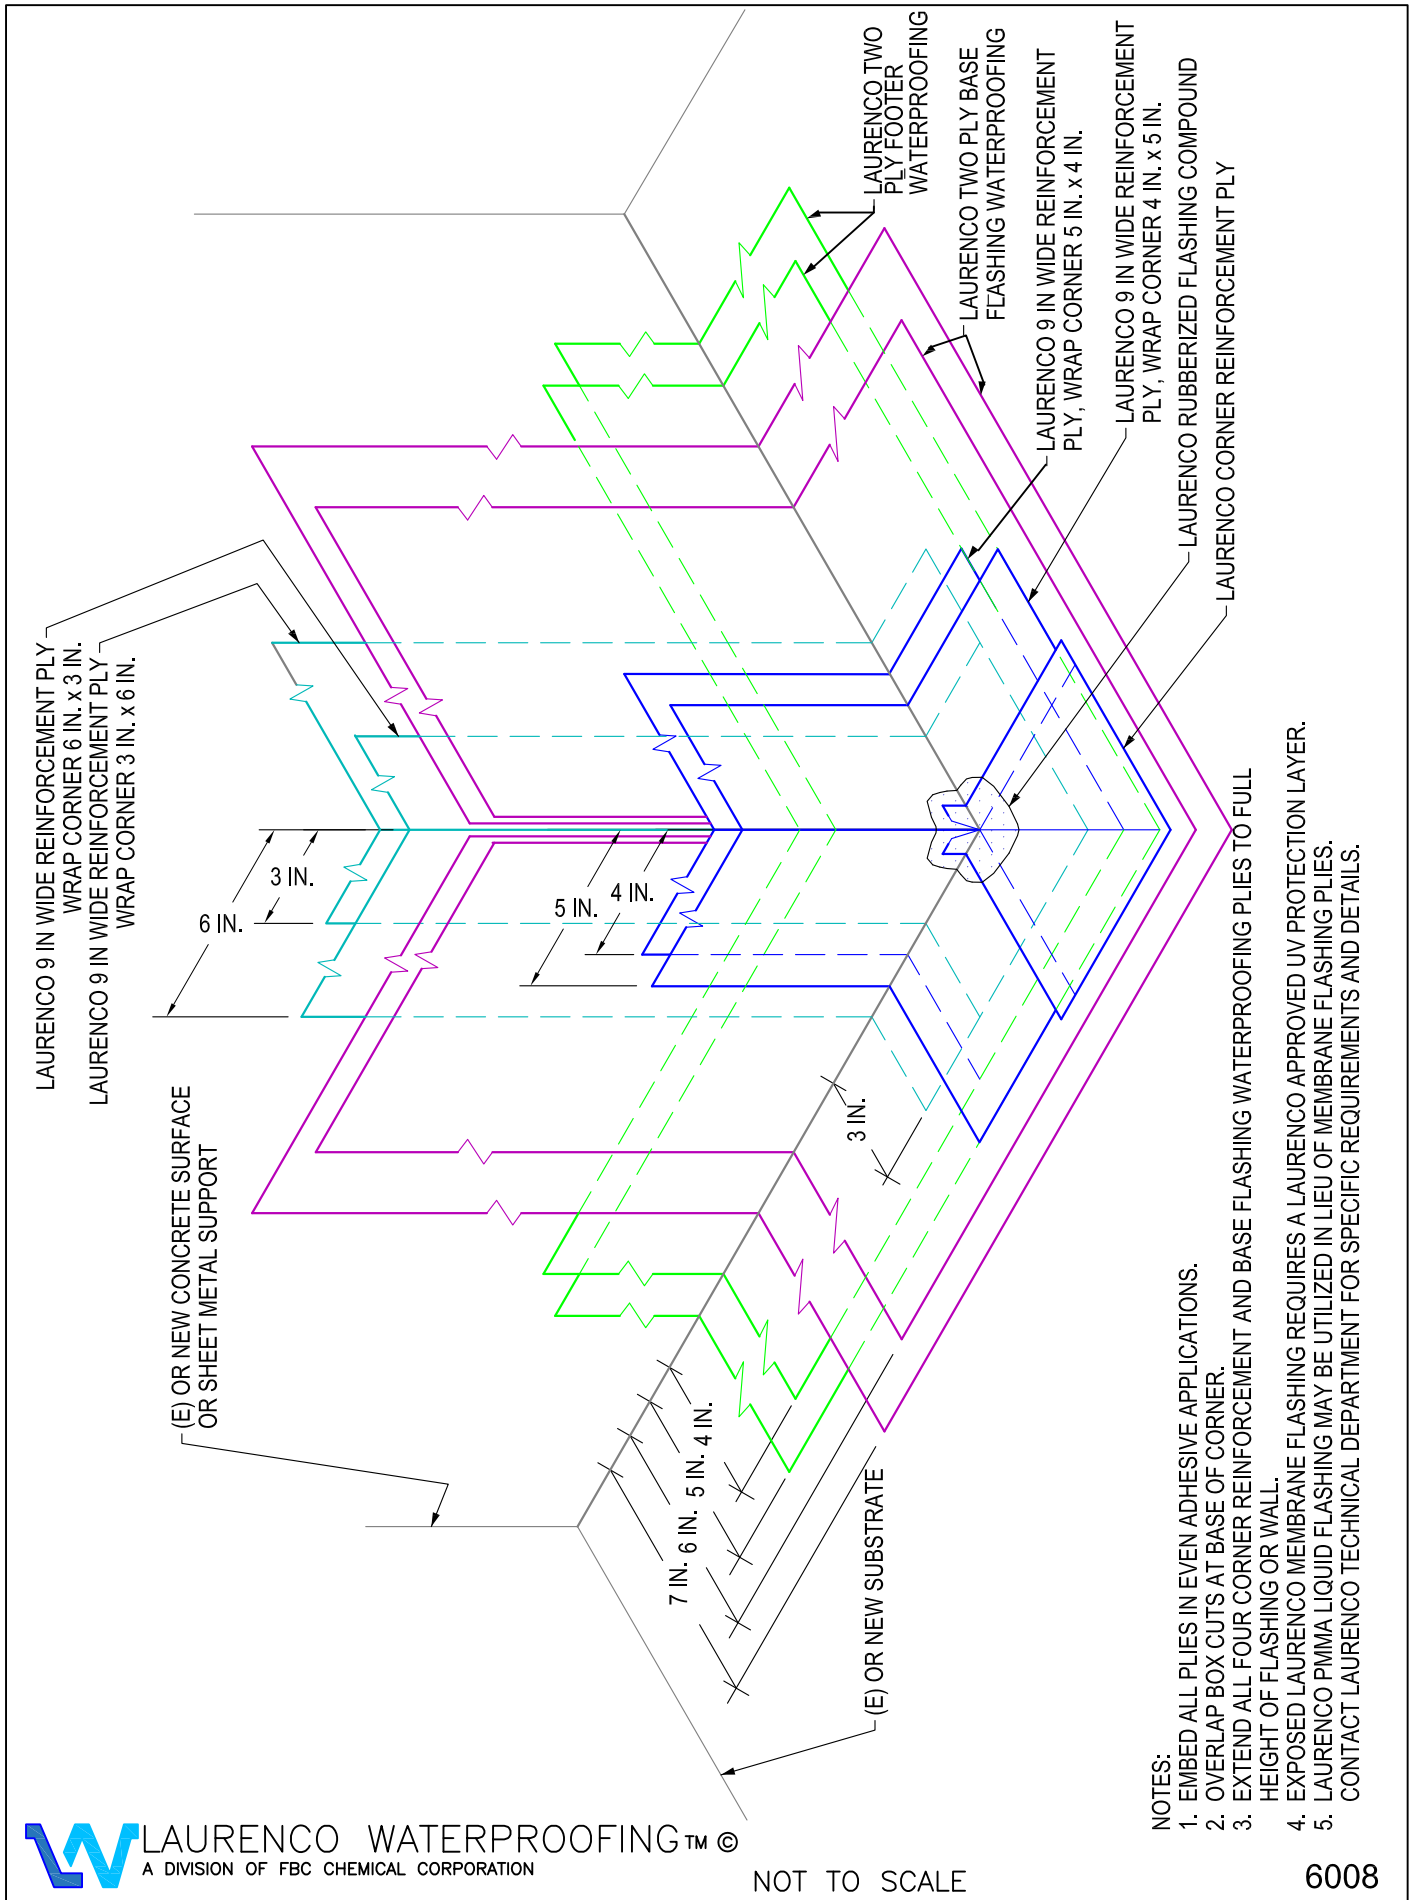 LAURENCO 9 IN WIDE REINFORCEMENT PLY
WRAP CORNER 6 IN. x 3 IN.
LAURENCO 9 IN WIDE REINFORCEMENT PLY
WRAP CORNER 3 IN. x 6 IN.
(E) OR NEW CONCRETE SURFACE
OR SHEET METAL SUPPORT
6 IN.
3 IN.
5 IN.
4 IN.
3 IN.
7 IN.
6 IN.
5 IN.
4 IN.
(E) OR NEW SUBSTRATE
LAURENCO TWO
PLY FOOTER
WATERPROOFING
LAURENCO TWO PLY BASE
FLASHING WATERPROOFING
LAURENCO 9 IN WIDE REINFORCEMENT
PLY, WRAP CORNER 5 IN. x 4 IN.
LAURENCO 9 IN WIDE REINFORCEMENT
PLY, WRAP CORNER 4 IN. x 5 IN.
LAURENCO RUBBERIZED FLASHING COMPOUND
LAURENCO CORNER REINFORCEMENT PLY
NOTES:
1. EMBED ALL PLIES IN EVEN ADHESIVE APPLICATIONS.
2. OVERLAP BOX CUTS AT BASE OF CORNER.
3. EXTEND ALL FOUR CORNER REINFORCEMENT AND BASE FLASHING WATERPROOFING PLIES TO FULL
HEIGHT OF FLASHING OR WALL.
4. EXPOSED LAURENCO MEMBRANE FLASHING REQUIRES A LAURENCO APPROVED UV PROTECTION LAYER.
5. LAURENCO PMMA LIQUID FLASHING MAY BE UTILIZED IN LIEU OF MEMBRANE FLASHING PLIES.
CONTACT LAURENCO TECHNICAL DEPARTMENT FOR SPECIFIC REQUIREMENTS AND DETAILS.
LW LAURENCO WATERPROOFING TM ©
A DIVISION OF FBC CHEMICAL CORPORATION
NOT TO SCALE
6008